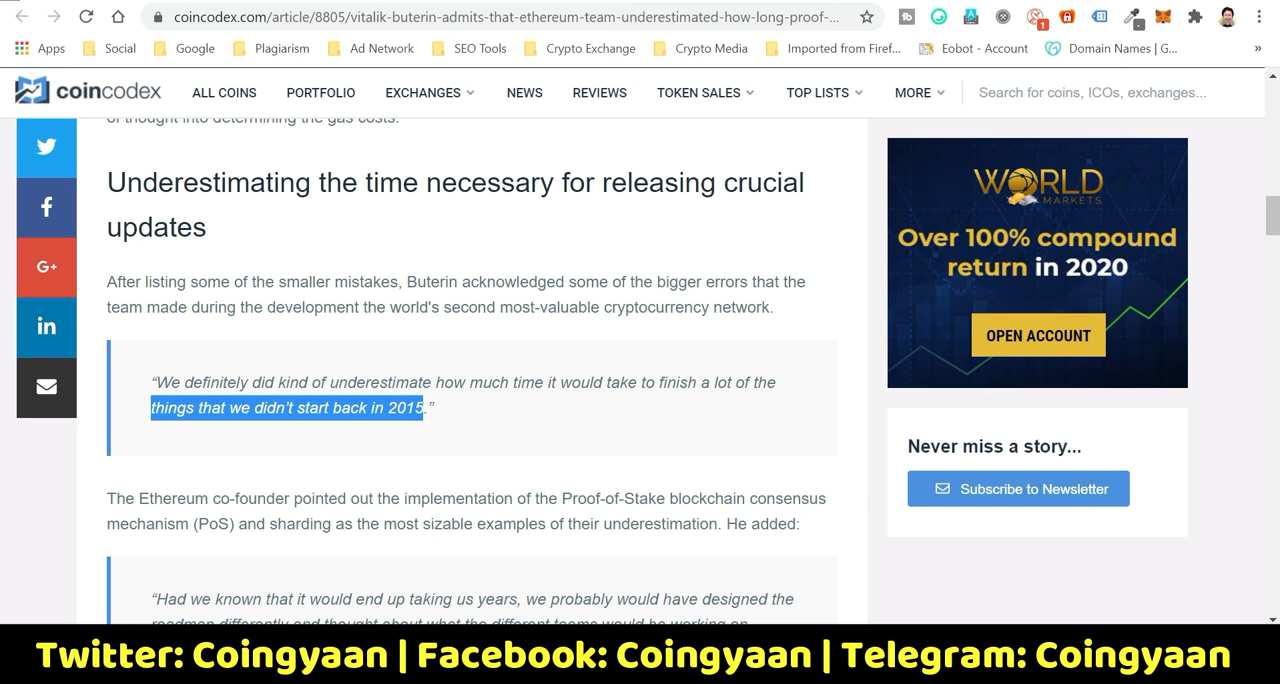 coincodex.com/article/8805/vitalik-buterin-admits-that-ethereum-team-underestimated-how-long-proof-...
Apps Social Google Plagiarism Ad Network SEO Tools Crypto Exchange Crypto Media Imported from Firef... Eobot - Account Domain Names | G... »
coincodex ALL COINS PORTFOLIO EXCHANGES NEWS REVIEWS TOKEN SALES TOP LISTS MORE Search for coins, ICOs, exchanges...
of thought into determining the gas costs.
Underestimating the time necessary for releasing crucial
updates
After listing some of the smaller mistakes, Buterin acknowledged some of the bigger errors that the
team made during the development the world's second most-valuable cryptocurrency network.
“We definitely did kind of underestimate how much time it would take to finish a lot of the
things that we didn’t start back in 2015.”
The Ethereum co-founder pointed out the implementation of the Proof-of-Stake blockchain consensus
mechanism (PoS) and sharding as the most sizable examples of their underestimation. He added:
“Had we known that it would end up taking us years, we probably would have designed the
roadmap differently and thought about what the different teams would be working on
WORLD
MARKETS
Over 100% compound
return in 2020
OPEN ACCOUNT
Never miss a story...
Subscribe to Newsletter
Twitter: Coingyaan | Facebook: Coingyaan | Telegram: Coingyaan